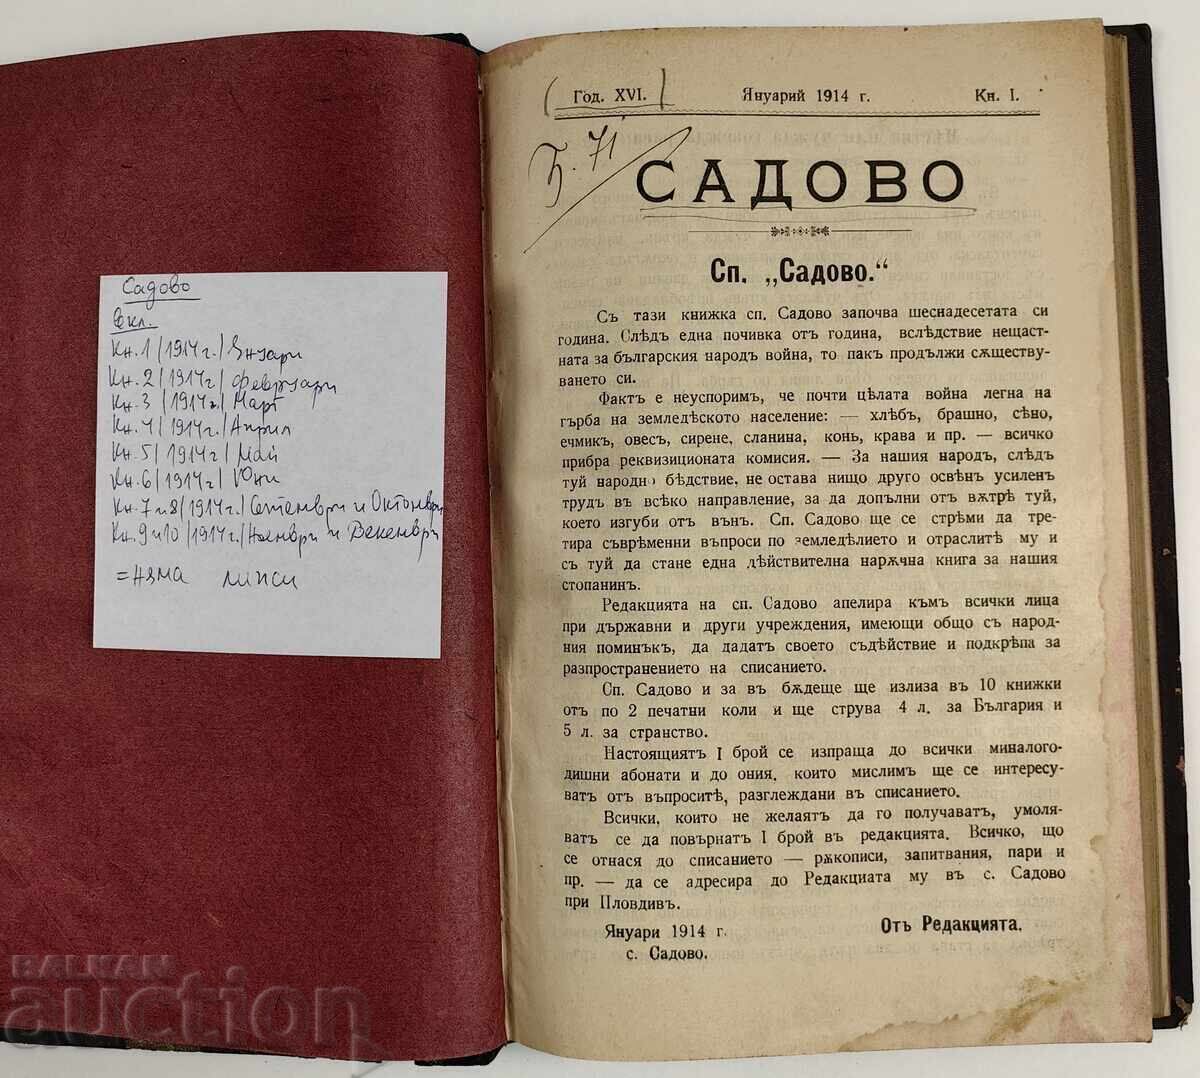 Садово
вкл.
Кн.1/1914г./Януари
Кн.2/1914г/Февруари
Кн.3/1914г/Март
Кн.4/1914г./Април
Кн.5/1914г/Май
Кн.6/1914г/Юни
Кн.7и8/1914г./Септември и Октомври
Кн.9и10/1914г./Ноември и Декември
=няма липси
(Год. XVI.) Януарий 1914 г. Кн. I.
71
САДОВО
Сп. „Садово.“
Съ тази книжка сп. Садово започва шеснадесетата си
година. Слѣдъ една почивка отъ година, вслѣдствие нещаст-
ната за българския народъ война, то пакъ продължи сѫществу-
ването си.
Фактъ е неуспоримъ, че почти цѣлата война легна на
гърба на земледѣското население: — хлѣбъ, брашно, сѣно,
ечмикъ, овесъ, сирене, сланина, конь, крава и пр. — всичко
прибра реквизиционата комисия. — За нашия народъ, слѣдъ
туй народно бѣдствие, не остава нищо друго освѣнъ усиленъ
трудъ въ всѣко направление, за да допълни отъ вѫтрѣ туй,
което изгуби отъ вънъ. Сп. Садово ще се стрѣми да тре-
тира съврѣменни въпроси по земледѣлието и отраслитѣ му и
съ туй да стане една дѣйствителна нарѫчна книга за нашия
стопанинъ.
Редакцията на сп. Садово апелира къмъ всички лица
при държавни и други учреждения, имеющи общо съ народ-
ния поминъкъ, да дадатъ своето съдѣйствие и подкрѣпа за
разпространението на списанието.
Сп. Садово и за въ бѫдеще ще излиза въ 10 книжки
отъ по 2 печатни коли и ще струва 4 л. за България и
5 л. за странство.
Настоящиятъ I брой се изпраща до всички миналого-
дишни абонати и до ония, които мислимъ ще се интересу-
ватъ отъ въпроситѣ, разглеждани въ списанието.
Всички, които не желаятъ да го получаватъ, умоля-
ватъ се да повърнатъ I брой въ редакцията. Всичко, що
се отнася до списанието — рѫкописи, запитвания, пари и
пр. — да се адресира до Редакциата му въ с. Садово
при Пловдивъ.
Януари 1914 г. Отъ Редакцията.
с. Садово.
BALKAN
auction